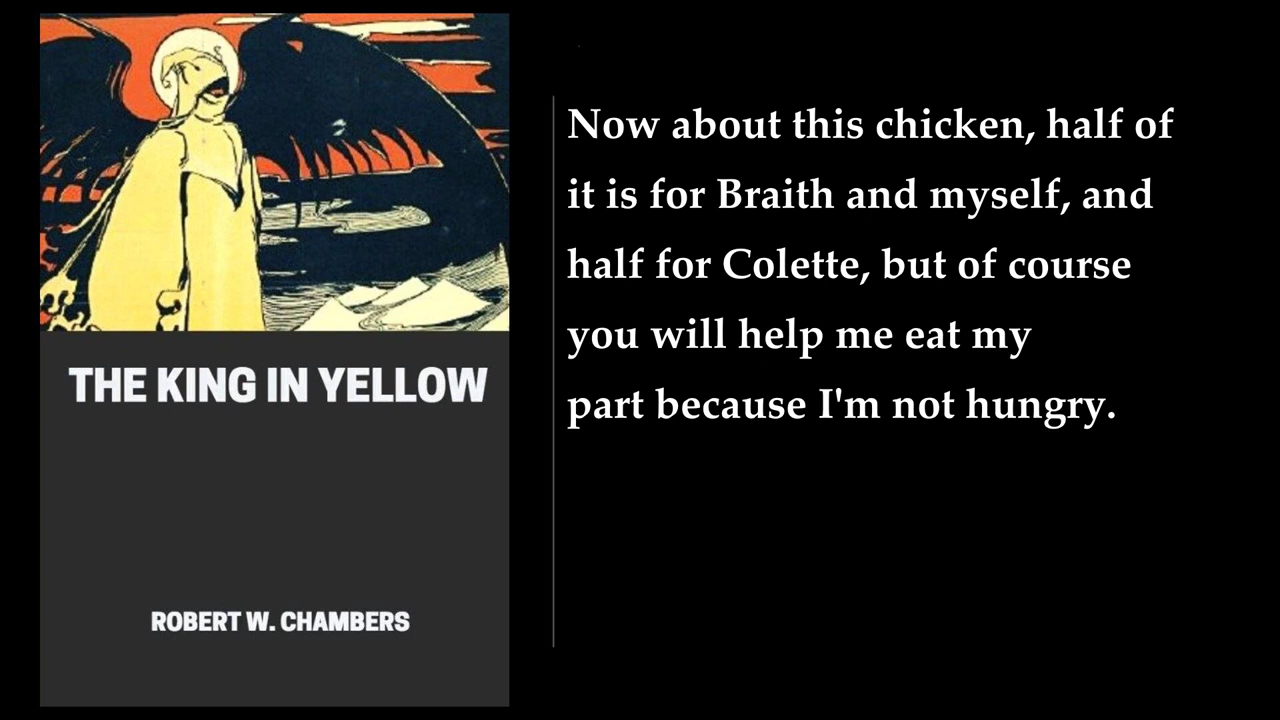 THE KING IN YELLOW
ROBERT W. CHAMBERS
Now about this chicken, half of
it is for Braith and myself, and
half for Colette, but of course
you will help me eat my
part because I'm not hungry.